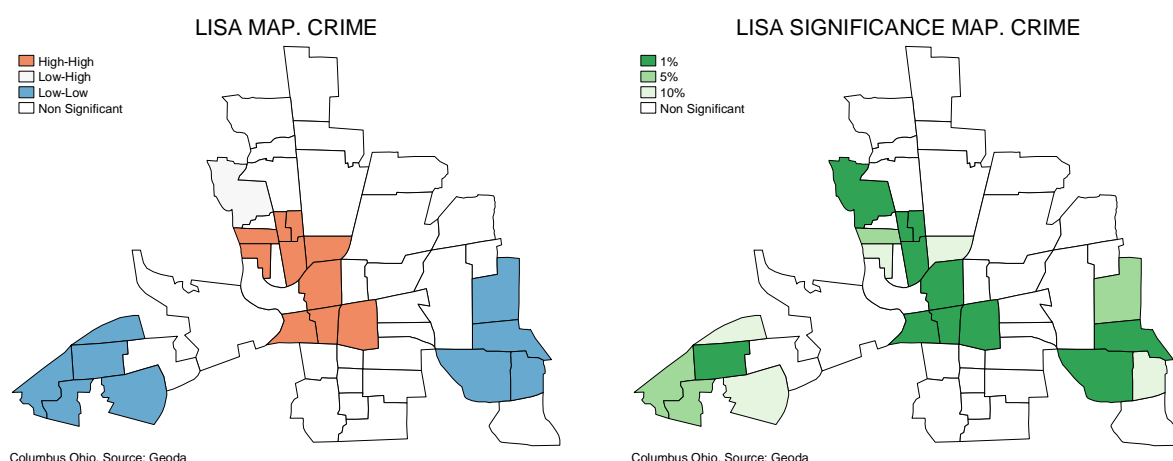 LISA MAP. CRIME
High-High
Low-High
Low-Low
Non Significant
Columbus Ohio. Source: Geoda
LISA SIGNIFICANCE MAP. CRIME
1%
5%
10%
Non Significant
Columbus Ohio. Source: Geoda